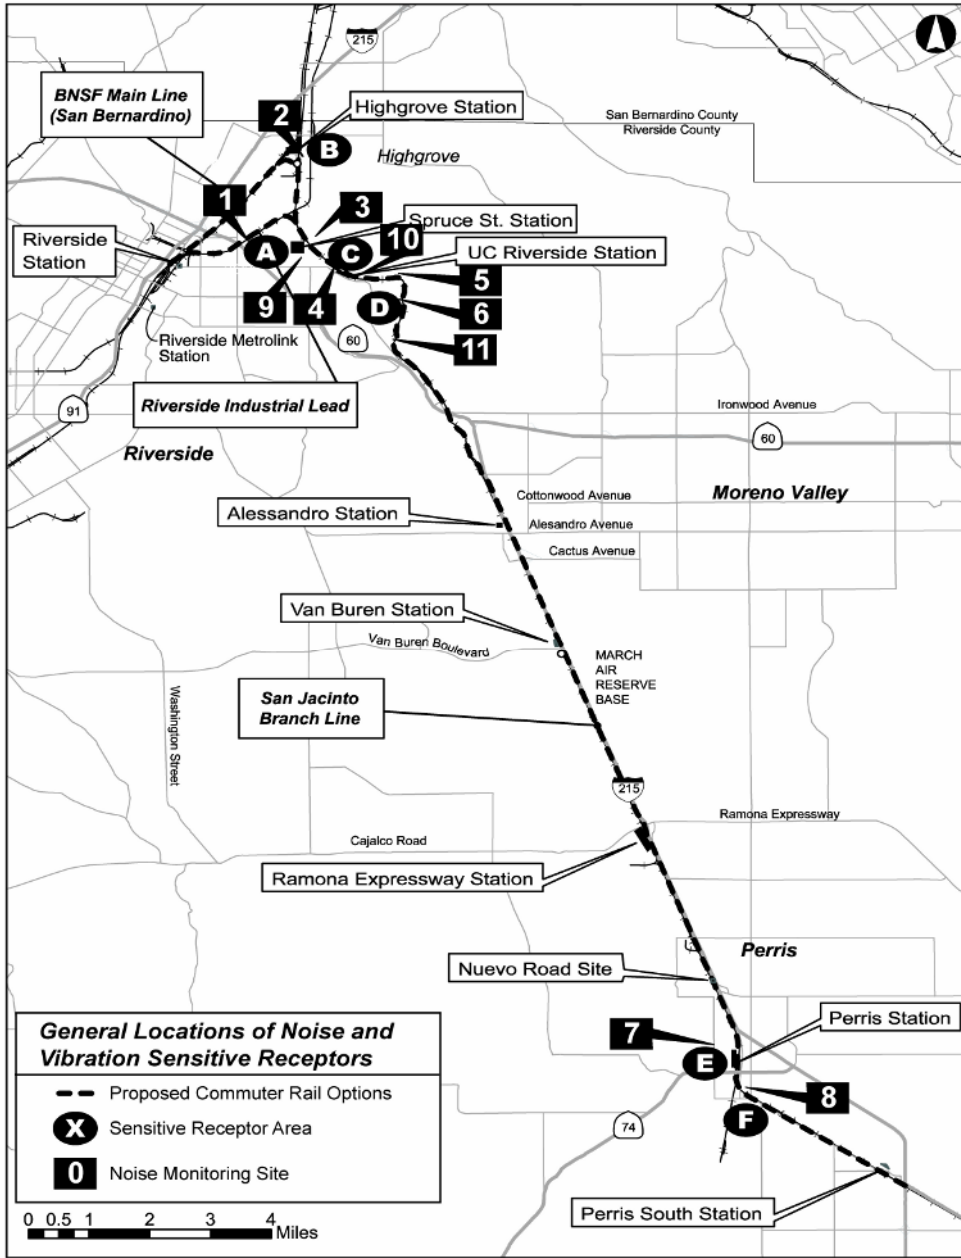 215
BNSF Main Line
(San Bernardino)
2
Highgrove Station
San Bernardino County
Riverside County
B
Highgrove
1
3
Spruce St. Station
10
Riverside
Station
A
C
UC Riverside Station
5
9
4
D
6
Riverside Metrolink
Station
60
11
91
Riverside Industrial Lead
Ironwood Avenue
60
Riverside
Moreno Valley
Cottonwood Avenue
Alessandro Station
Alesandro Avenue
Cactus Avenue
Van Buren Station
Van Buren Boulevard
MARCH
AIR
RESERVE
BASE
San Jacinto
Branch Line
Washington Street
215
Ramona Expressway
Cajalco Road
Ramona Expressway Station
Perris
Nuevo Road Site
Perris Station
7
E
8
F
74
Perris South Station
General Locations of Noise and
Vibration Sensitive Receptors
Proposed Commuter Rail Options
X Sensitive Receptor Area
0 Noise Monitoring Site
0 0.5 1 2 3 4
Miles